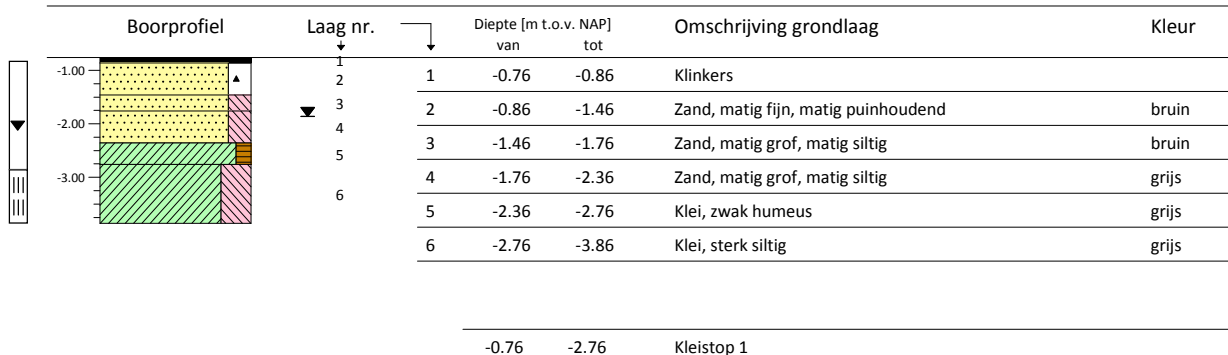 Boorprofiel Laag nr. Diepte [m t.o.v. NAP] Omschrijving grondlaag Kleur
van tot
1 -0.76 -0.86 Klinkers
2 -0.86 -1.46 Zand, matig fijn, matig puinhoudend bruin
3 -1.46 -1.76 Zand, matig grof, matig siltig bruin
4 -1.76 -2.36 Zand, matig grof, matig siltig grijs
5 -2.36 -2.76 Klei, zwak humeus grijs
6 -2.76 -3.86 Klei, sterk siltig grijs
-1.00
-2.00
-3.00
1
2
3
4
5
6
-0.76 -2.76 Kleistop 1